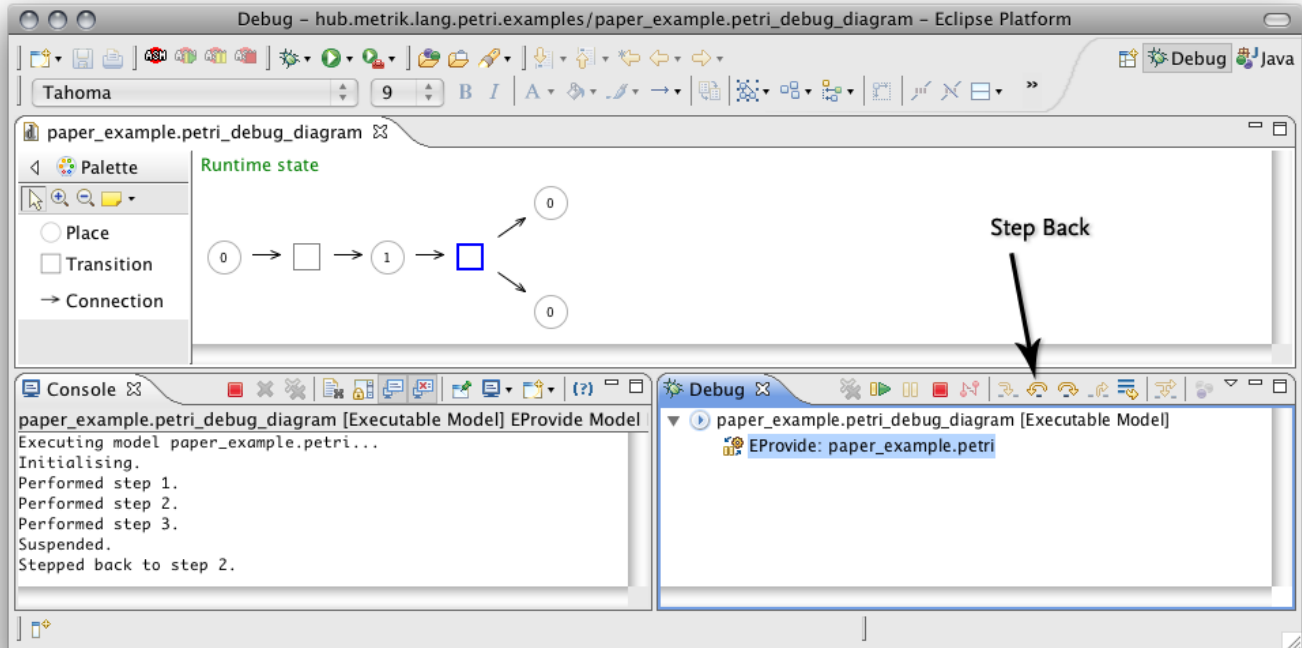 Debug – hub.metrik.lang.petri.examples/paper_example.petri_debug_diagram – Eclipse Platform
ASM
Debug Java
Tahoma 9 B I A »
paper_example.petri_debug_diagram
Palette
Runtime state
Place
Transition
Connection
0
0 1
0
Step Back
Console
(?)
paper_example.petri_debug_diagram [Executable Model] EProvide Model
Executing model paper_example.petri...
Initialising.
Performed step 1.
Performed step 2.
Performed step 3.
Suspended.
Stepped back to step 2.
Debug
paper_example.petri_debug_diagram [Executable Model]
EProvide: paper_example.petri